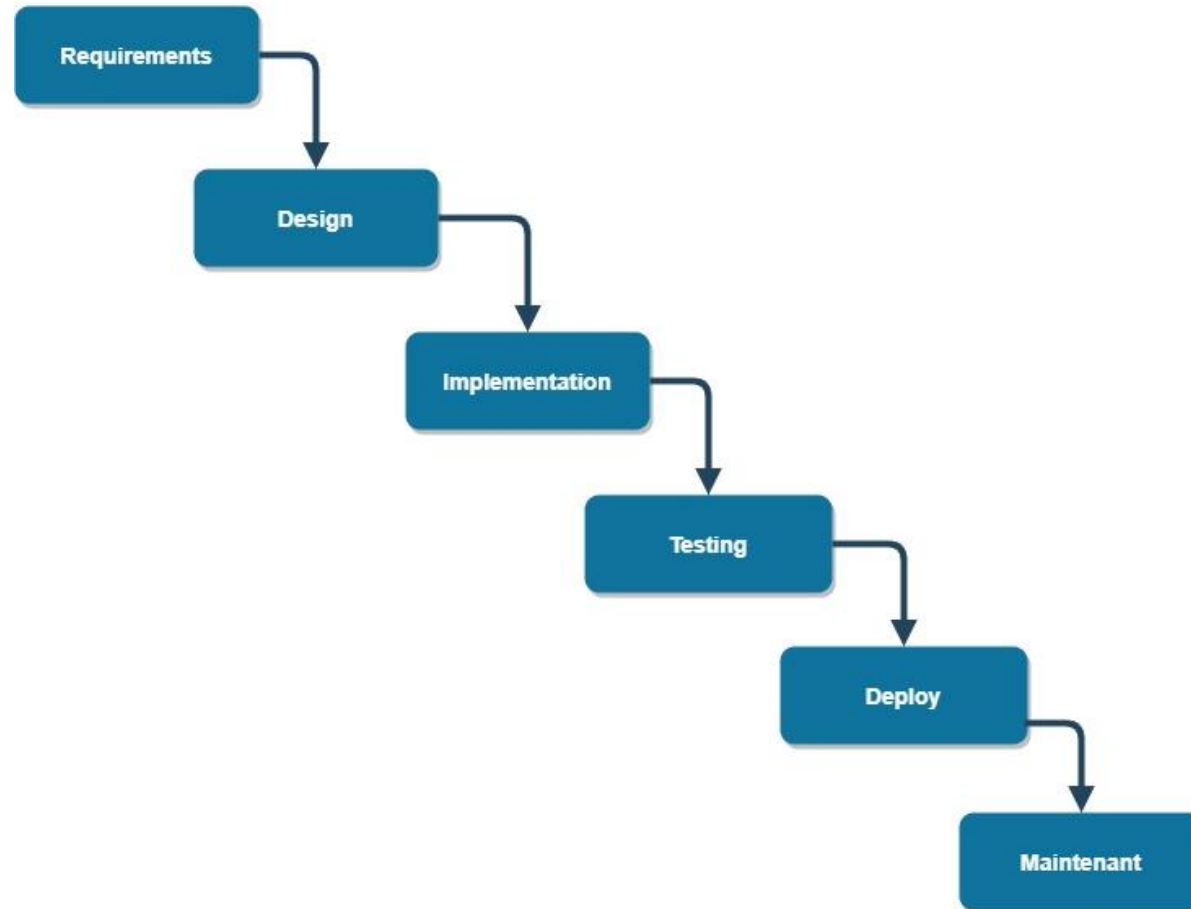 Requirements
Design
Implementation
Testing
Deploy
Maintenant